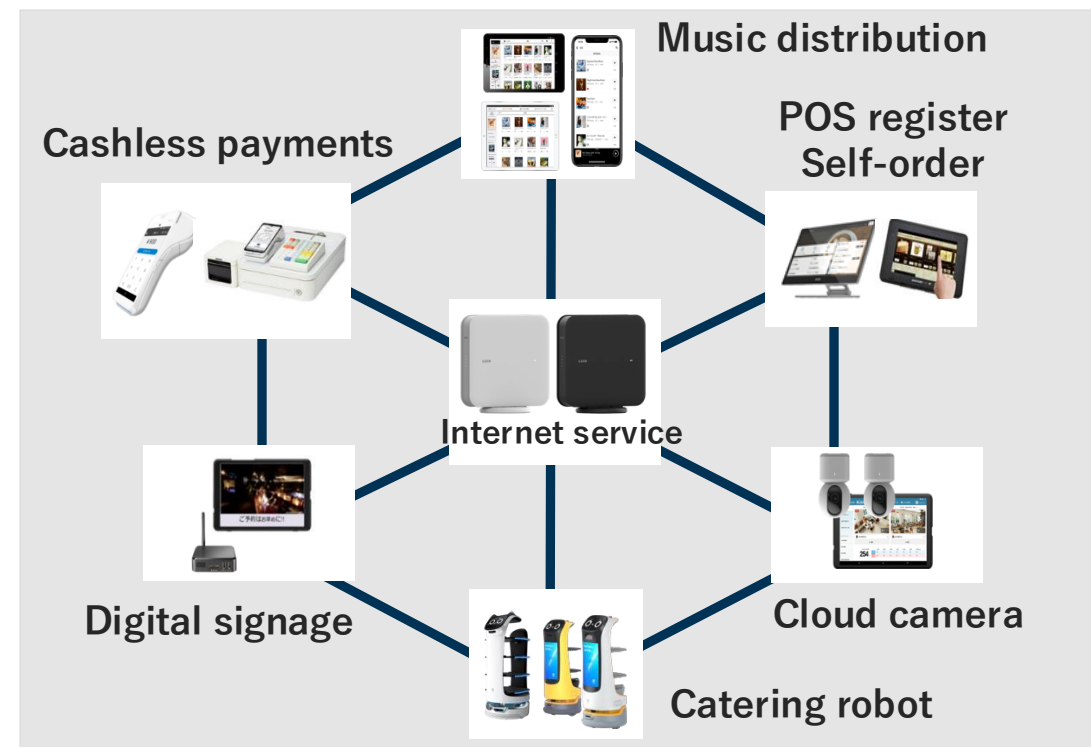 Music distribution
Cashless payments
POS register
Self-order
Internet service
ご予約はお早めに!!
254
Digital signage
Cloud camera
Catering robot